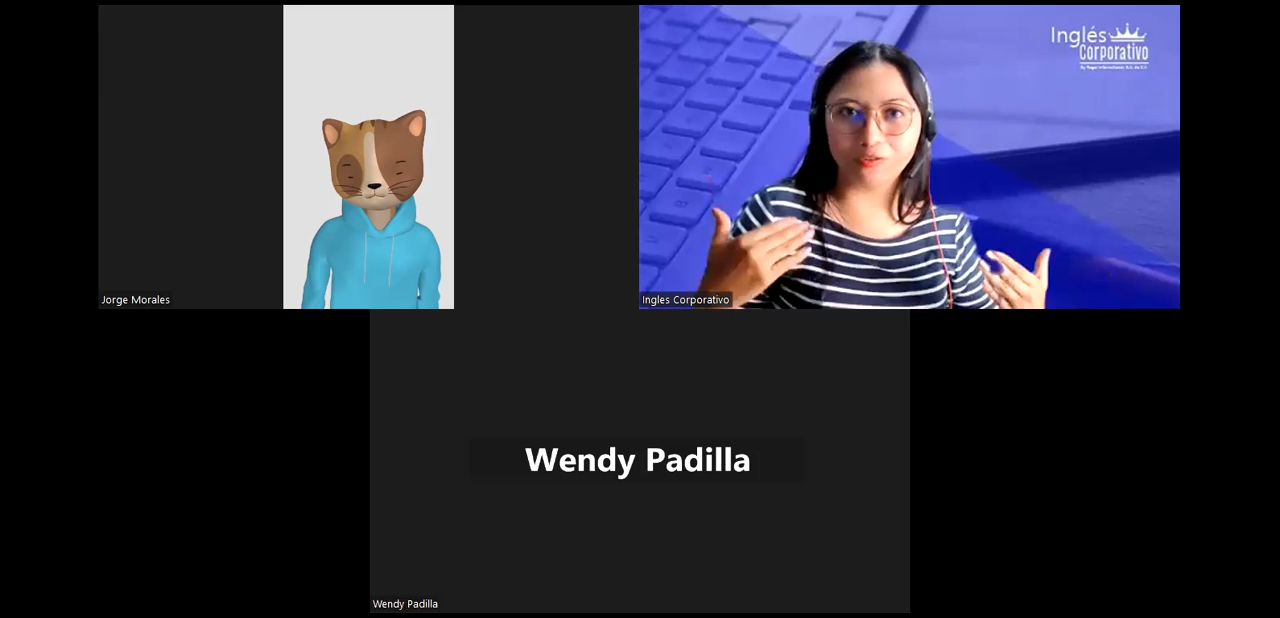 Inglés
Corporativo
Jorge Morales
Ingles Corporativo
Wendy Padilla
Wendy Padilla